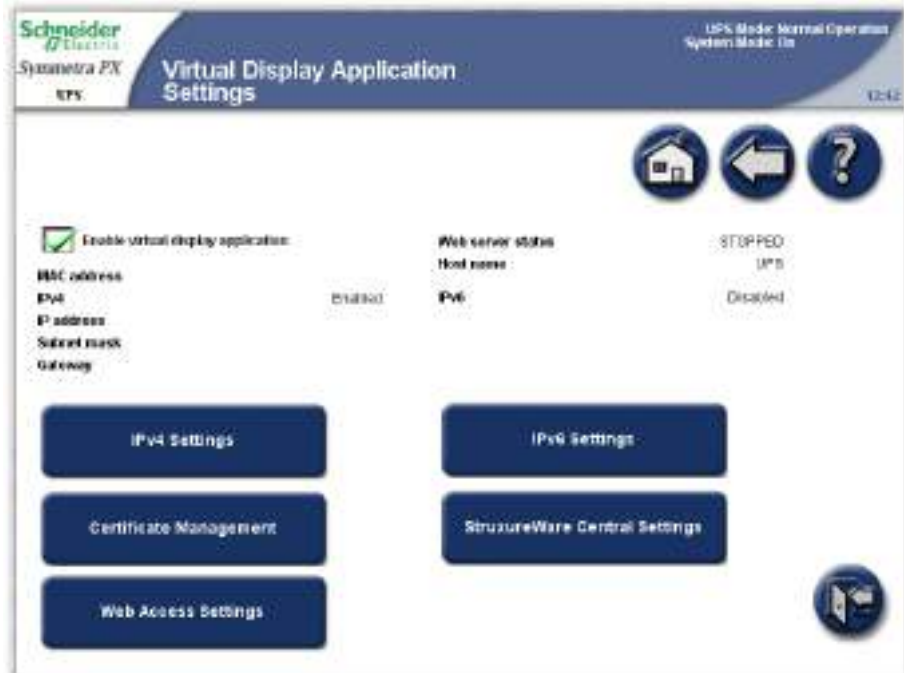 Schneider
Electric
Symmetra PX
UPS
Virtual Display Application
Settings
UPS Mode: Normal Operation
System Mode: On
12:42
?
Enable virtual display application
MAC address
IPv4 Enabled
IP address
Subnet mask
Gateway
Web server status STOPPED
Host name UPS
IPv6 Disabled
IPv4 Settings
IPv6 Settings
Certificate Management
StruxureWare Central Settings
Web Access Settings